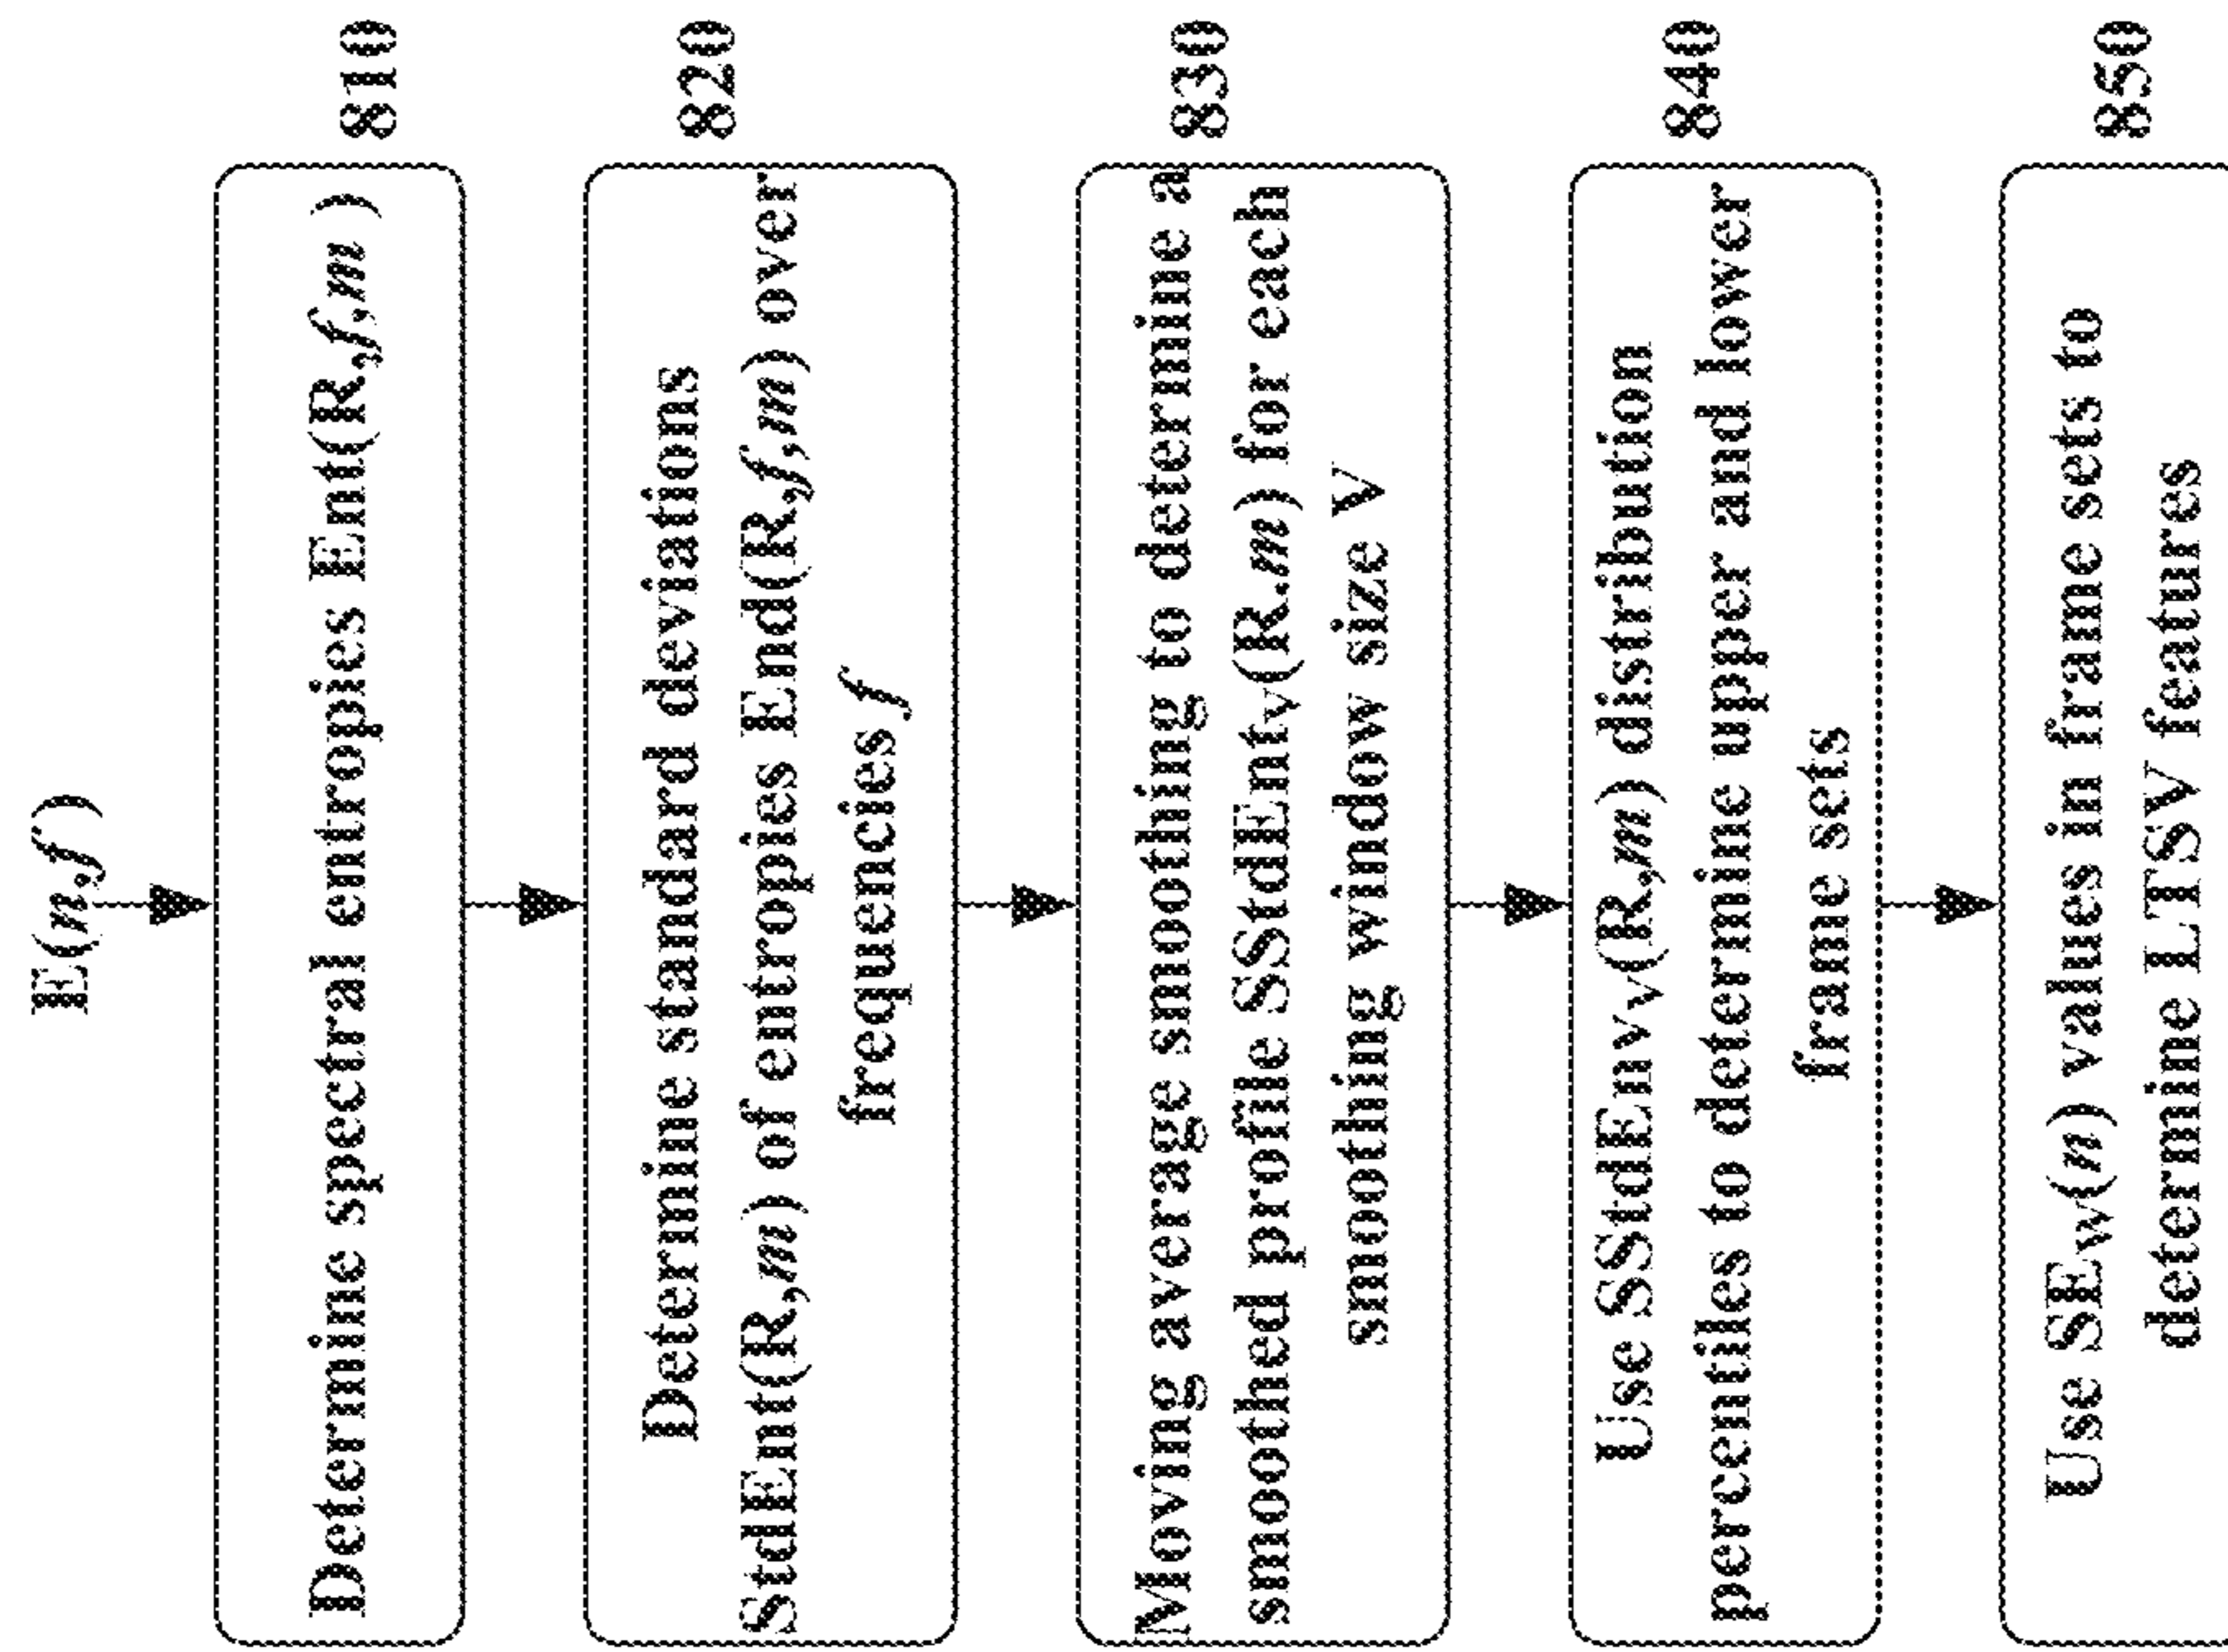 E(n,f)
Determine spectral entropies Ent(R,f,m )
810
Determine standard deviations
StdEnt(R,m) of entropies End(R,f,m) over
frequencies f
820
Moving average smoothing to determine a
smoothed profile SStdEntV(R.m) for each
smoothing window size V
830
Use SStdEnvV(R,m) distribution
percentiles to determine upper and lower
frame sets
840
Use SEW(n) values in frame sets to
determine LTSV features
850